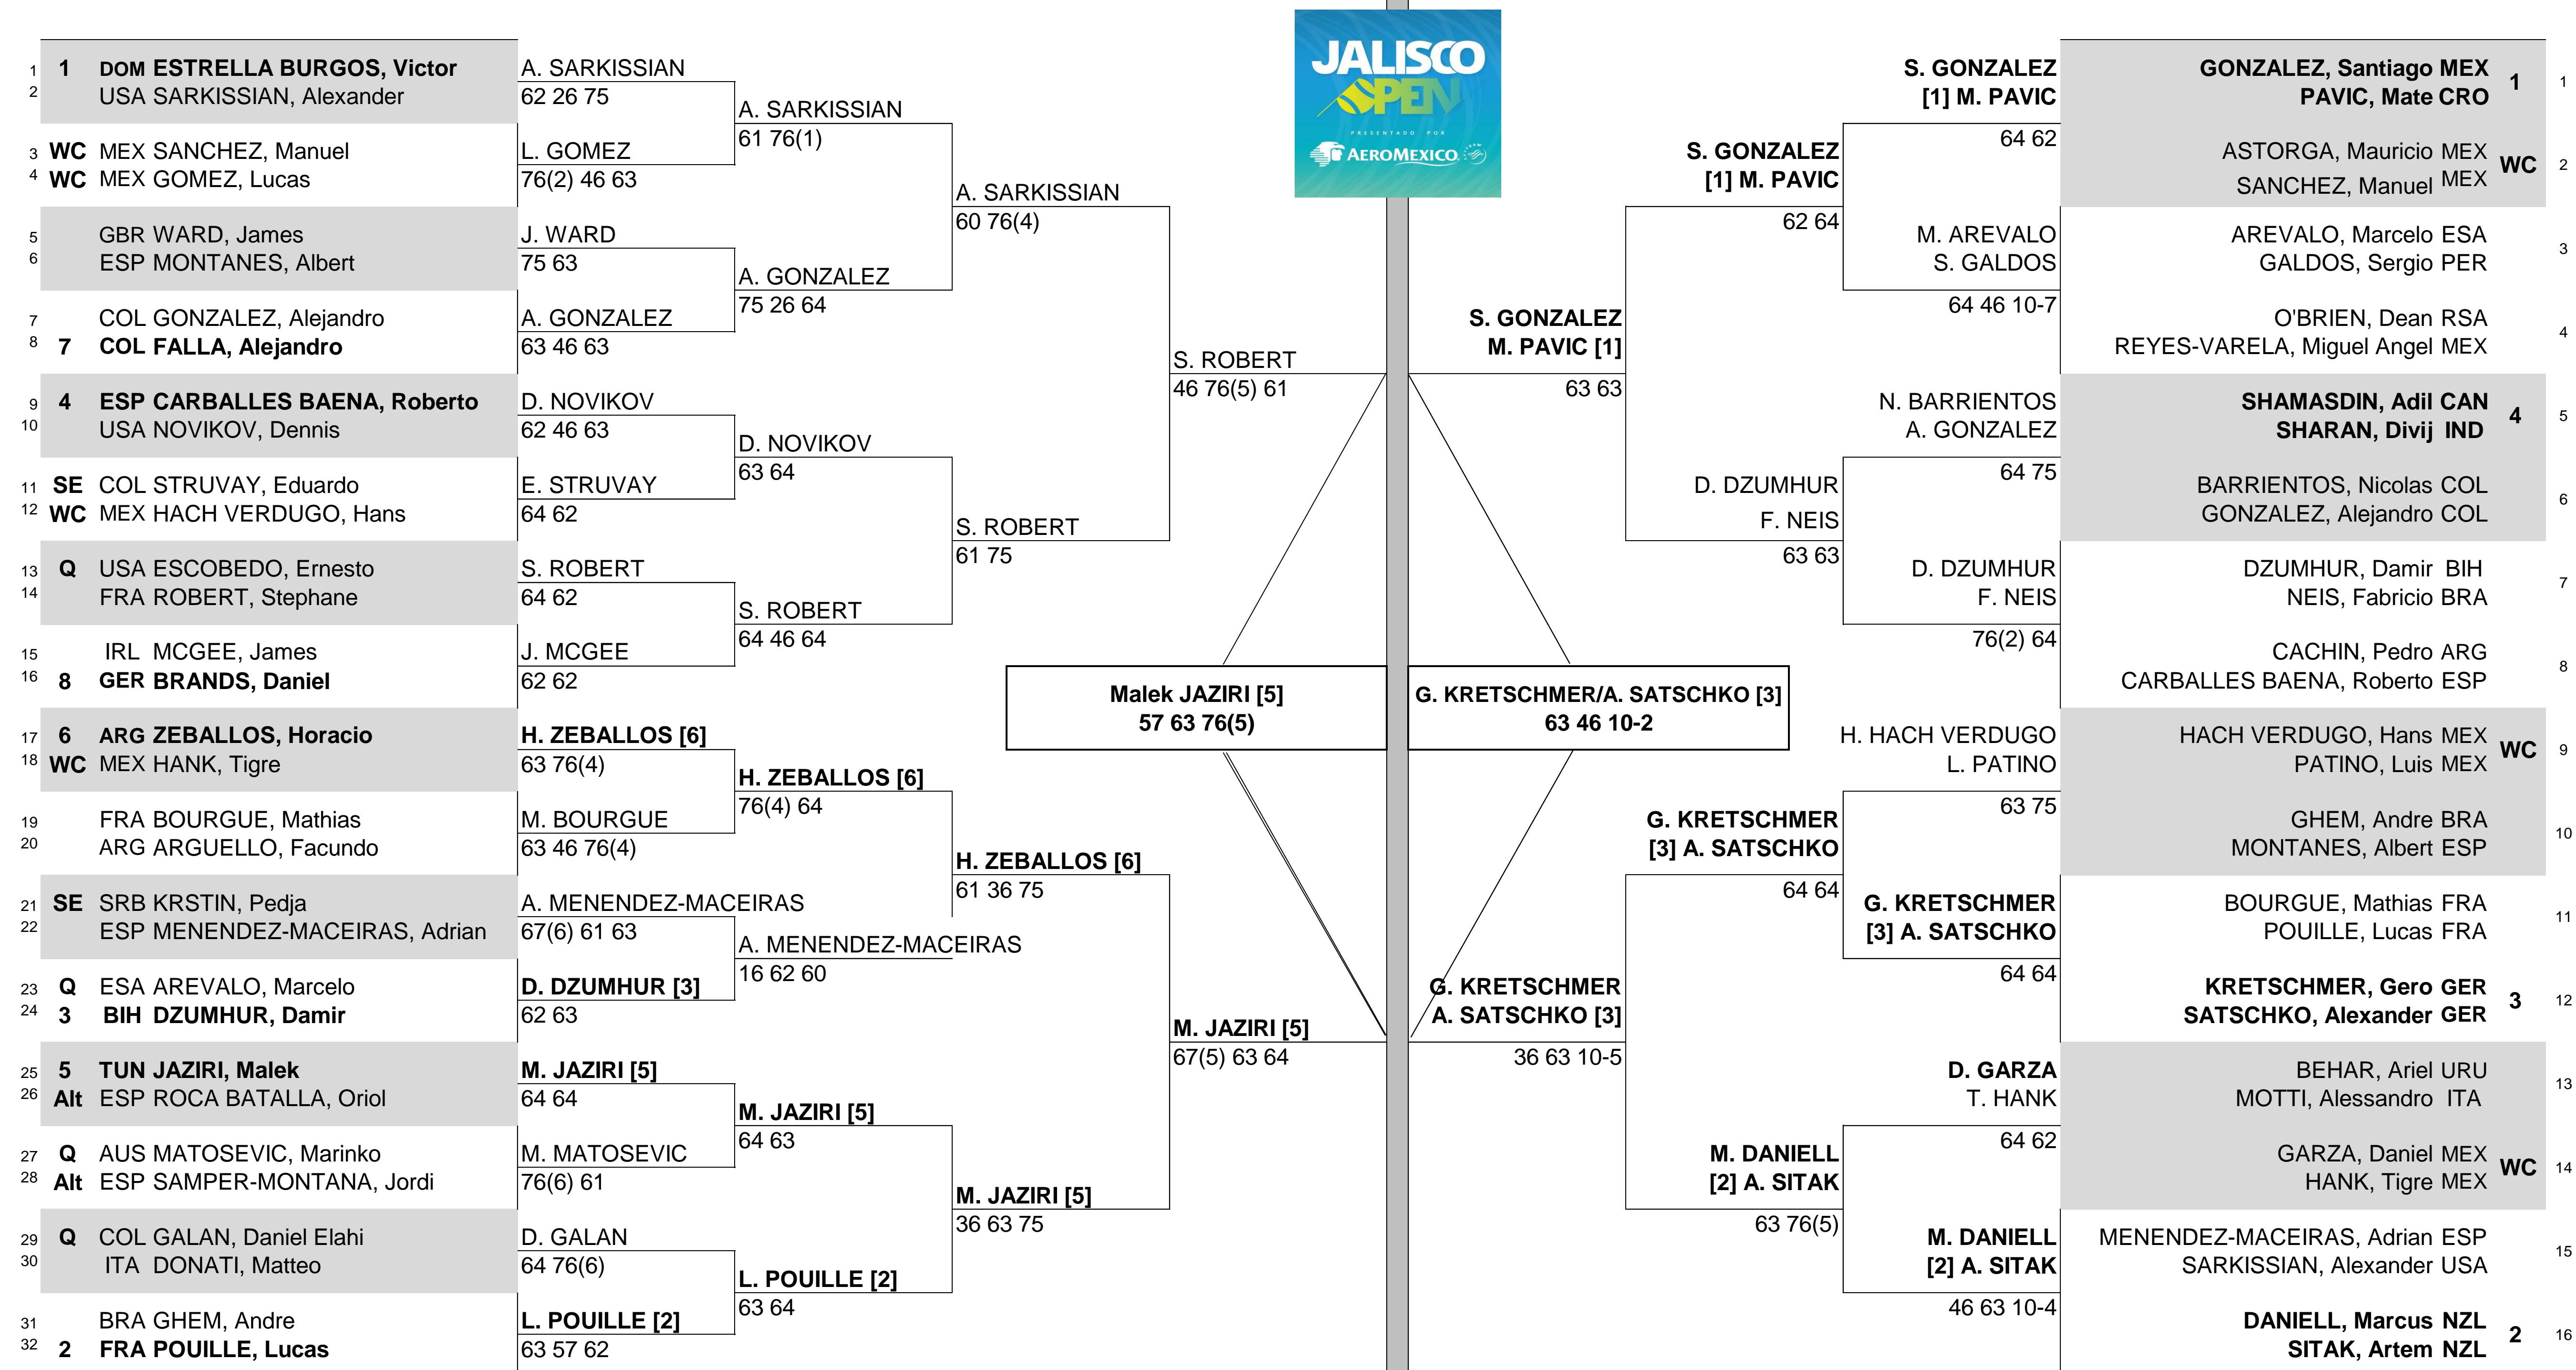 JALISCO
OPEN
PRESENTADO POR
AEROMEXICO.
1 1 DOM ESTRELLA BURGOS, Victor
2 USA SARKISSIAN, Alexander
3 WC MEX SANCHEZ, Manuel
4 WC MEX GOMEZ, Lucas
5 GBR WARD, James
6 ESP MONTANES, Albert
7 COL GONZALEZ, Alejandro
8 7 COL FALLA, Alejandro
9 4 ESP CARBALLES BAENA, Roberto
10 USA NOVIKOV, Dennis
11 SE COL STRUVAY, Eduardo
12 WC MEX HACH VERDUGO, Hans
13 Q USA ESCOBEDO, Ernesto
14 FRA ROBERT, Stephane
15 IRL MCGEE, James
16 8 GER BRANDS, Daniel
17 6 ARG ZEBALLOS, Horacio
18 WC MEX HANK, Tigre
19 FRA BOURGUE, Mathias
20 ARG ARGUELLO, Facundo
21 SE SRB KRSTIN, Pedja
22 ESP MENENDEZ-MACEIRAS, Adrian
23 Q ESA AREVALO, Marcelo
24 3 BIH DZUMHUR, Damir
25 5 TUN JAZIRI, Malek
26 Alt ESP ROCA BATALLA, Oriol
27 Q AUS MATOSEVIC, Marinko
28 Alt ESP SAMPER-MONTANA, Jordi
29 Q COL GALAN, Daniel Elahi
30 ITA DONATI, Matteo
31 BRA GHEM, Andre
32 2 FRA POUILLE, Lucas
A. SARKISSIAN
62 26 75
L. GOMEZ
76(2) 46 63
J. WARD
75 63
A. GONZALEZ
63 46 63
D. NOVIKOV
62 46 63
E. STRUVAY
64 62
S. ROBERT
64 62
J. MCGEE
62 62
H. ZEBALLOS [6]
63 76(4)
M. BOURGUE
63 46 76(4)
A. MENENDEZ-MACEIRAS
67(6) 61 63
D. DZUMHUR [3]
62 63
M. JAZIRI [5]
64 64
M. MATOSEVIC
76(6) 61
D. GALAN
64 76(6)
L. POUILLE [2]
63 57 62
A. SARKISSIAN
61 76(1)
A. GONZALEZ
75 26 64
D. NOVIKOV
63 64
S. ROBERT
64 46 64
H. ZEBALLOS [6]
76(4) 64
A. MENENDEZ-MACEIRAS
16 62 60
M. JAZIRI [5]
64 63
L. POUILLE [2]
63 64
A. SARKISSIAN
60 76(4)
S. ROBERT
61 75
H. ZEBALLOS [6]
61 36 75
M. JAZIRI [5]
36 63 75
S. ROBERT
46 76(5) 61
M. JAZIRI [5]
67(5) 63 64
Malek JAZIRI [5]
57 63 76(5)
G. KRETSCHMER/A. SATSCHKO [3]
63 46 10-2
S. GONZALEZ
M. PAVIC [1]
63 63
G. KRETSCHMER
A. SATSCHKO [3]
36 63 10-5
S. GONZALEZ
[1] M. PAVIC
62 64
D. DZUMHUR
F. NEIS
63 63
G. KRETSCHMER
[3] A. SATSCHKO
64 64
M. DANIELL
[2] A. SITAK
63 76(5)
S. GONZALEZ
[1] M. PAVIC
64 62
M. AREVALO
S. GALDOS
64 46 10-7
N. BARRIENTOS
A. GONZALEZ
64 75
D. DZUMHUR
F. NEIS
76(2) 64
H. HACH VERDUGO
L. PATINO
63 75
G. KRETSCHMER
[3] A. SATSCHKO
64 64
D. GARZA
T. HANK
64 62
M. DANIELL
[2] A. SITAK
46 63 10-4
GONZALEZ, Santiago MEX
PAVIC, Mate CRO 1 1
ASTORGA, Mauricio MEX
SANCHEZ, Manuel MEX WC 2
AREVALO, Marcelo ESA
GALDOS, Sergio PER 3
O'BRIEN, Dean RSA
REYES-VARELA, Miguel Angel MEX 4
SHAMASDIN, Adil CAN
SHARAN, Divij IND 4 5
BARRIENTOS, Nicolas COL
GONZALEZ, Alejandro COL 6
DZUMHUR, Damir BIH
NEIS, Fabricio BRA 7
CACHIN, Pedro ARG
CARBALLES BAENA, Roberto ESP 8
HACH VERDUGO, Hans MEX
PATINO, Luis MEX WC 9
GHEM, Andre BRA
MONTANES, Albert ESP 10
BOURGUE, Mathias FRA
POUILLE, Lucas FRA 11
KRETSCHMER, Gero GER
SATSCHKO, Alexander GER 3 12
BEHAR, Ariel URU
MOTTI, Alessandro ITA 13
GARZA, Daniel MEX
HANK, Tigre MEX WC 14
MENENDEZ-MACEIRAS, Adrian ESP
SARKISSIAN, Alexander USA 15
DANIELL, Marcus NZL
SITAK, Artem NZL 2 16